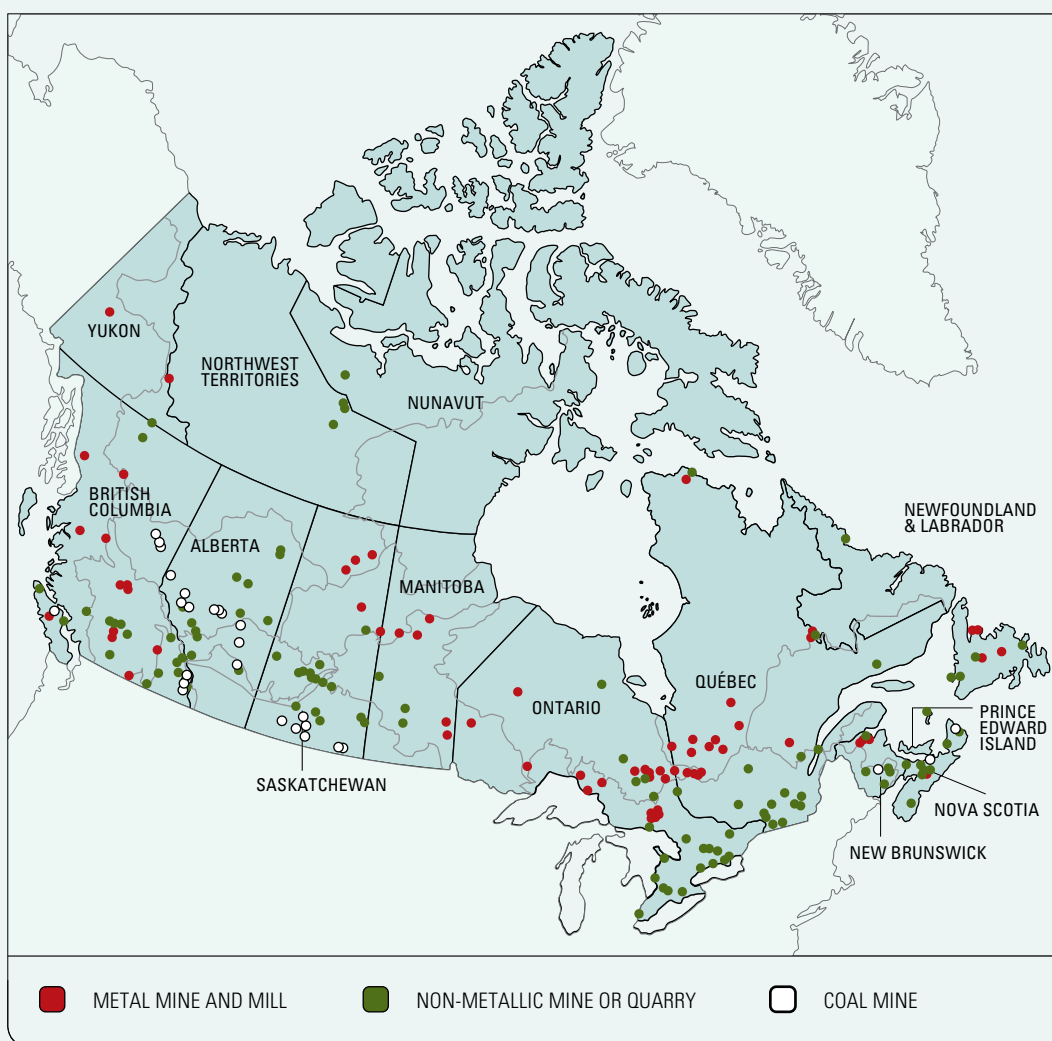 YUKON
NORTHWEST
TERRITORIES
NUNAVUT
BRITISH
COLUMBIA
ALBERTA
MANITOBA
NEWFOUNDLAND
& LABRADOR
QUÉBEC
ONTARIO
PRINCE
EDWARD
ISLAND
SASKATCHEWAN
NOVA SCOTIA
NEW BRUNSWICK
METAL MINE AND MILL
NON-METALLIC MINE OR QUARRY
COAL MINE